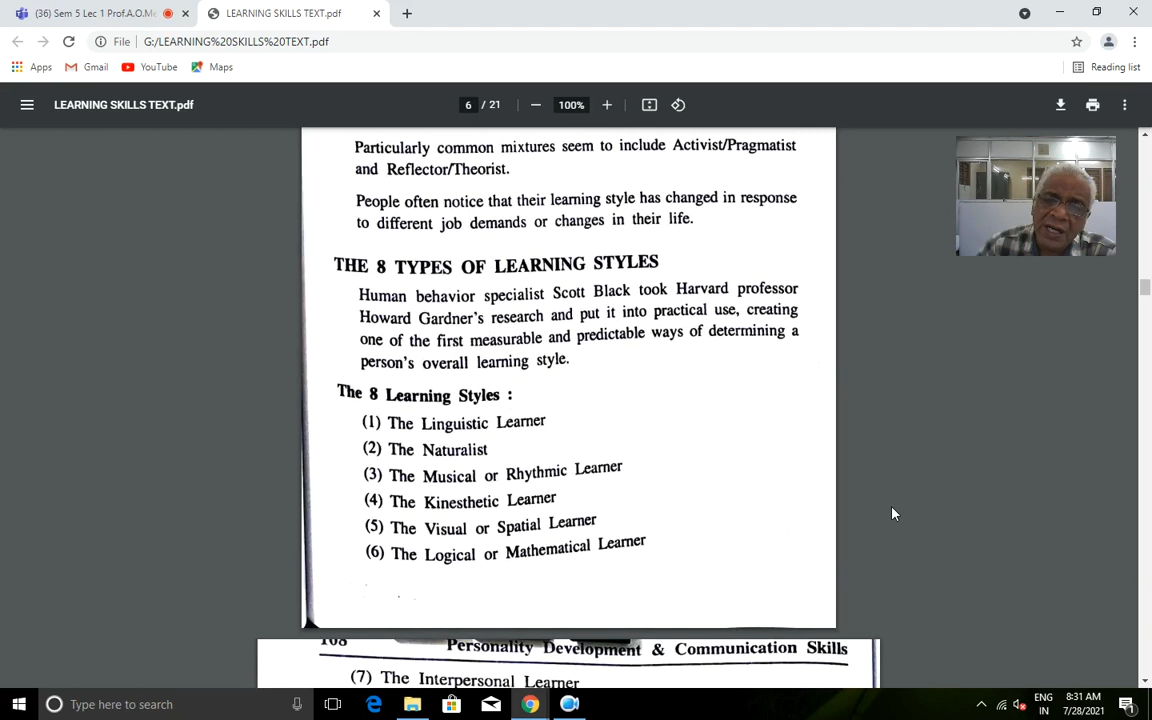 (36) Sem 5 Lec 1 Prof.A.O.Me
LEARNING SKILLS TEXT.pdf
File
G:/LEARNING%20SKILLS%20TEXT.pdf
Apps
Gmail
YouTube
Maps
Reading list
LEARNING SKILLS TEXT.pdf
6 / 21
100%
Particularly common mixtures seem to include Activist/Pragmatist
and Reflector/Theorist.
People often notice that their learning style has changed in response
to different job demands or changes in their life.
THE 8 TYPES OF LEARNING STYLES
Human behavior specialist Scott Black took Harvard professor
Howard Gardner's research and put it into practical use, creating
one of the first measurable and predictable ways of determining a
person's overall learning style.
The 8 Learning Styles :
(1) The Linguistic Learner
(2) The Naturalist
(3) The Musical or Rhythmic Learner
(4) The Kinesthetic Learner
(5) The Visual or Spatial Learner
(6) The Logical or Mathematical Learner
108 Personality Development & Communication Skills
(7) The Interpersonal Learner
Type here to search
ENG
IN
8:31 AM
7/28/2021
1